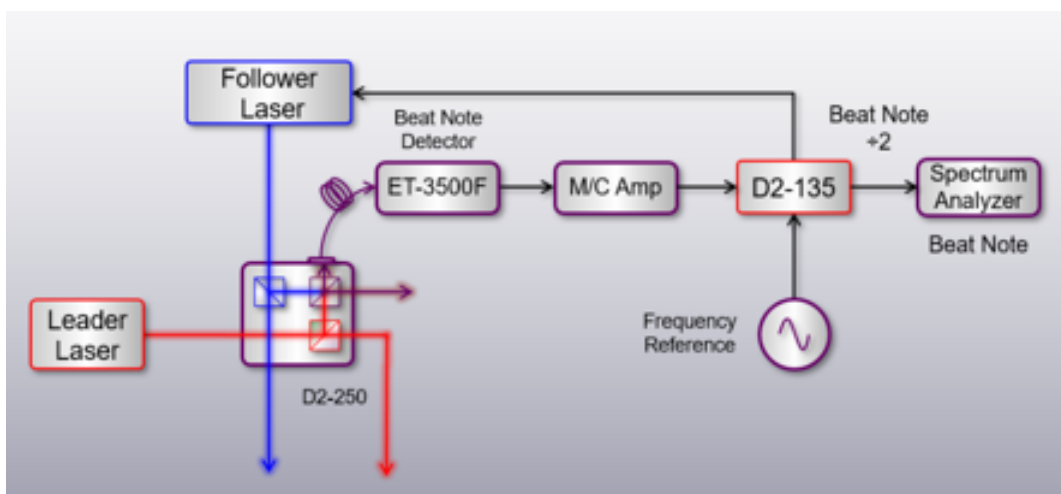 Follower
Laser
Beat Note
Detector
Beat Note
÷2
ET-3500F
M/C Amp
D2-135
Spectrum
Analyzer
Beat Note
Leader
Laser
Frequency
Reference
D2-250